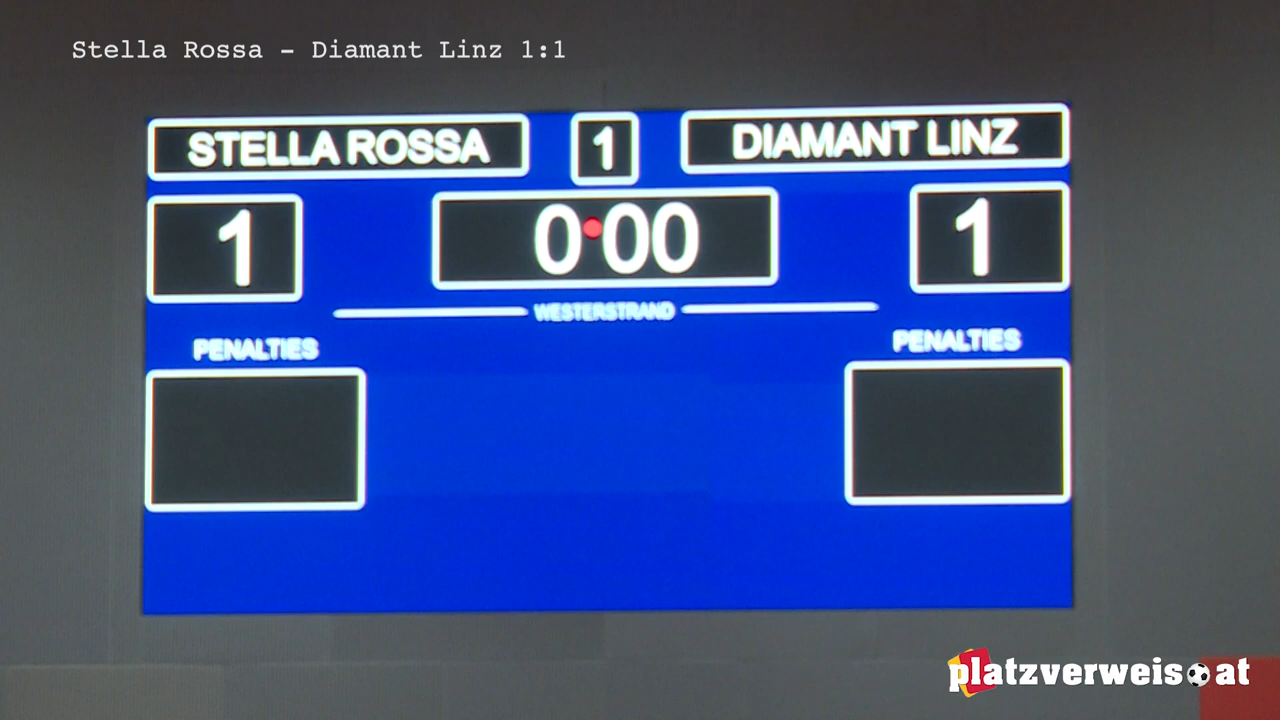 Stella Rossa - Diamant Linz 1:1
STELLA ROSSA
1
DIAMANT LINZ
1
0:00
1
WESTERSTRAND
PENALTIES
PENALTIES
platzverweis.at